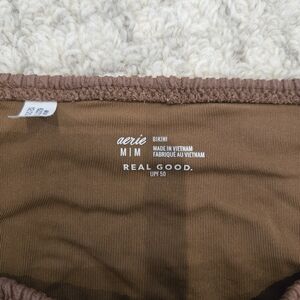 aerie
M|M
BIKINI
MADE IN VIETNAM
FABRIQUÉ AU VIETNAM
REAL GOOD.
UPF 50